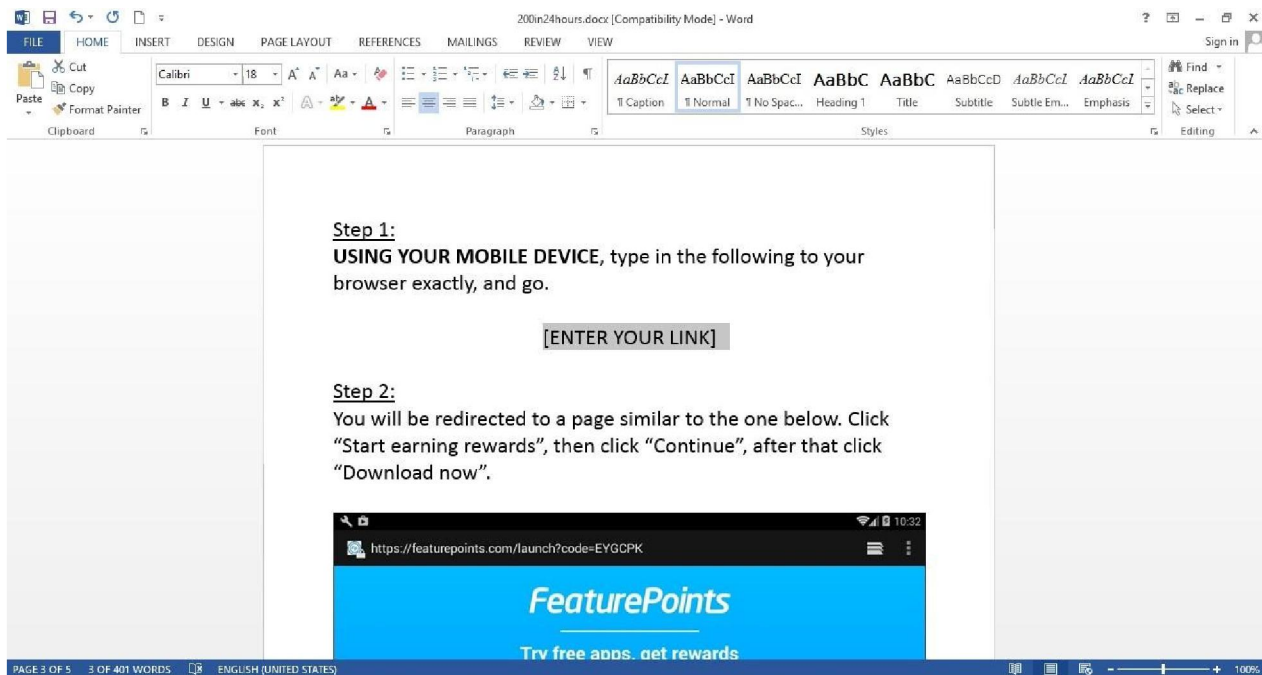 200in24hours.docx [Compatibility Mode] - Word
FILE HOME INSERT DESIGN PAGE LAYOUT REFERENCES MAILINGS REVIEW VIEW Sign in
Paste
Cut
Copy
Format Painter
Calibri 18
AaBbCcI AaBbCcI AaBbCcI AaBbC AaBbC AaBbCcD AaBbCcI AaBbCcI
¶ Caption ¶ Normal ¶ No Spac... Heading 1 Title Subtitle Subtle Em... Emphasis
Find
Replace
Select
Clipboard Font Paragraph Styles Editing
Step 1:
USING YOUR MOBILE DEVICE, type in the following to your
browser exactly, and go.
[ENTER YOUR LINK]
Step 2:
You will be redirected to a page similar to the one below. Click
“Start earning rewards”, then click “Continue”, after that click
“Download now”.
10:32
https://featurepoints.com/launch?code=EYGCPK
FeaturePoints
Try free apps, get rewards
PAGE 3 OF 5 3 OF 401 WORDS ENGLISH (UNITED STATES) 100%